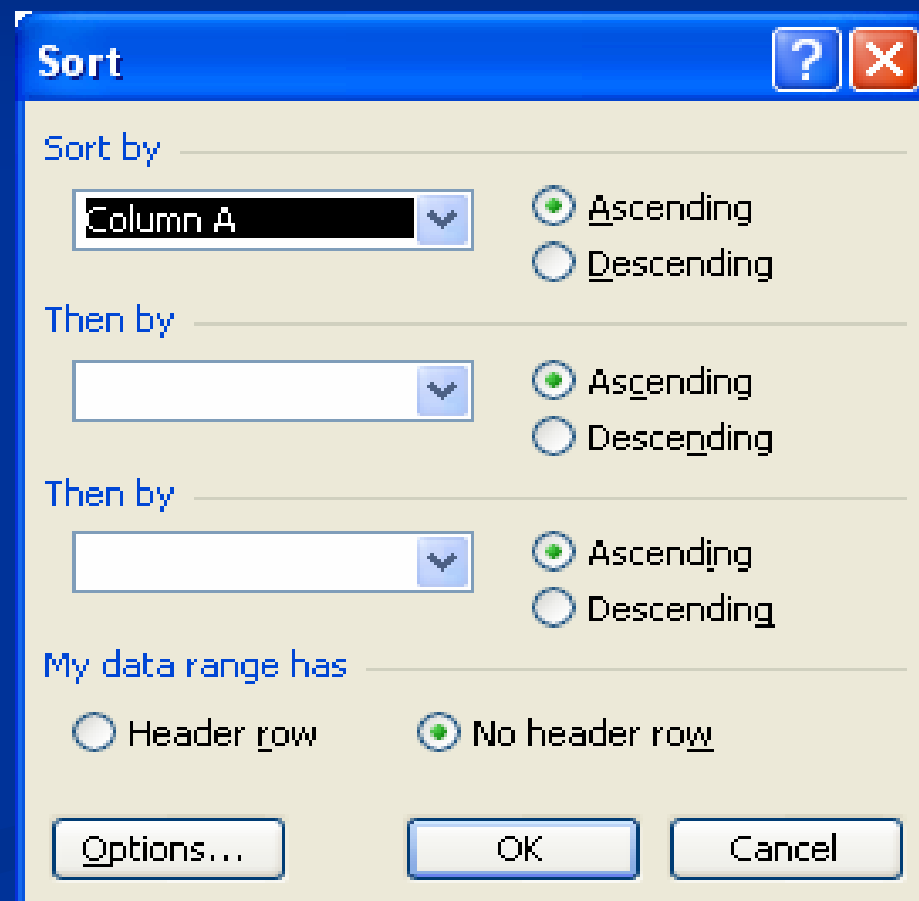 Sort
Sort by
Column A
Ascending
Descending
Then by
Ascending
Descending
Then by
Ascending
Descending
My data range has
Header row No header row
Options... OK Cancel